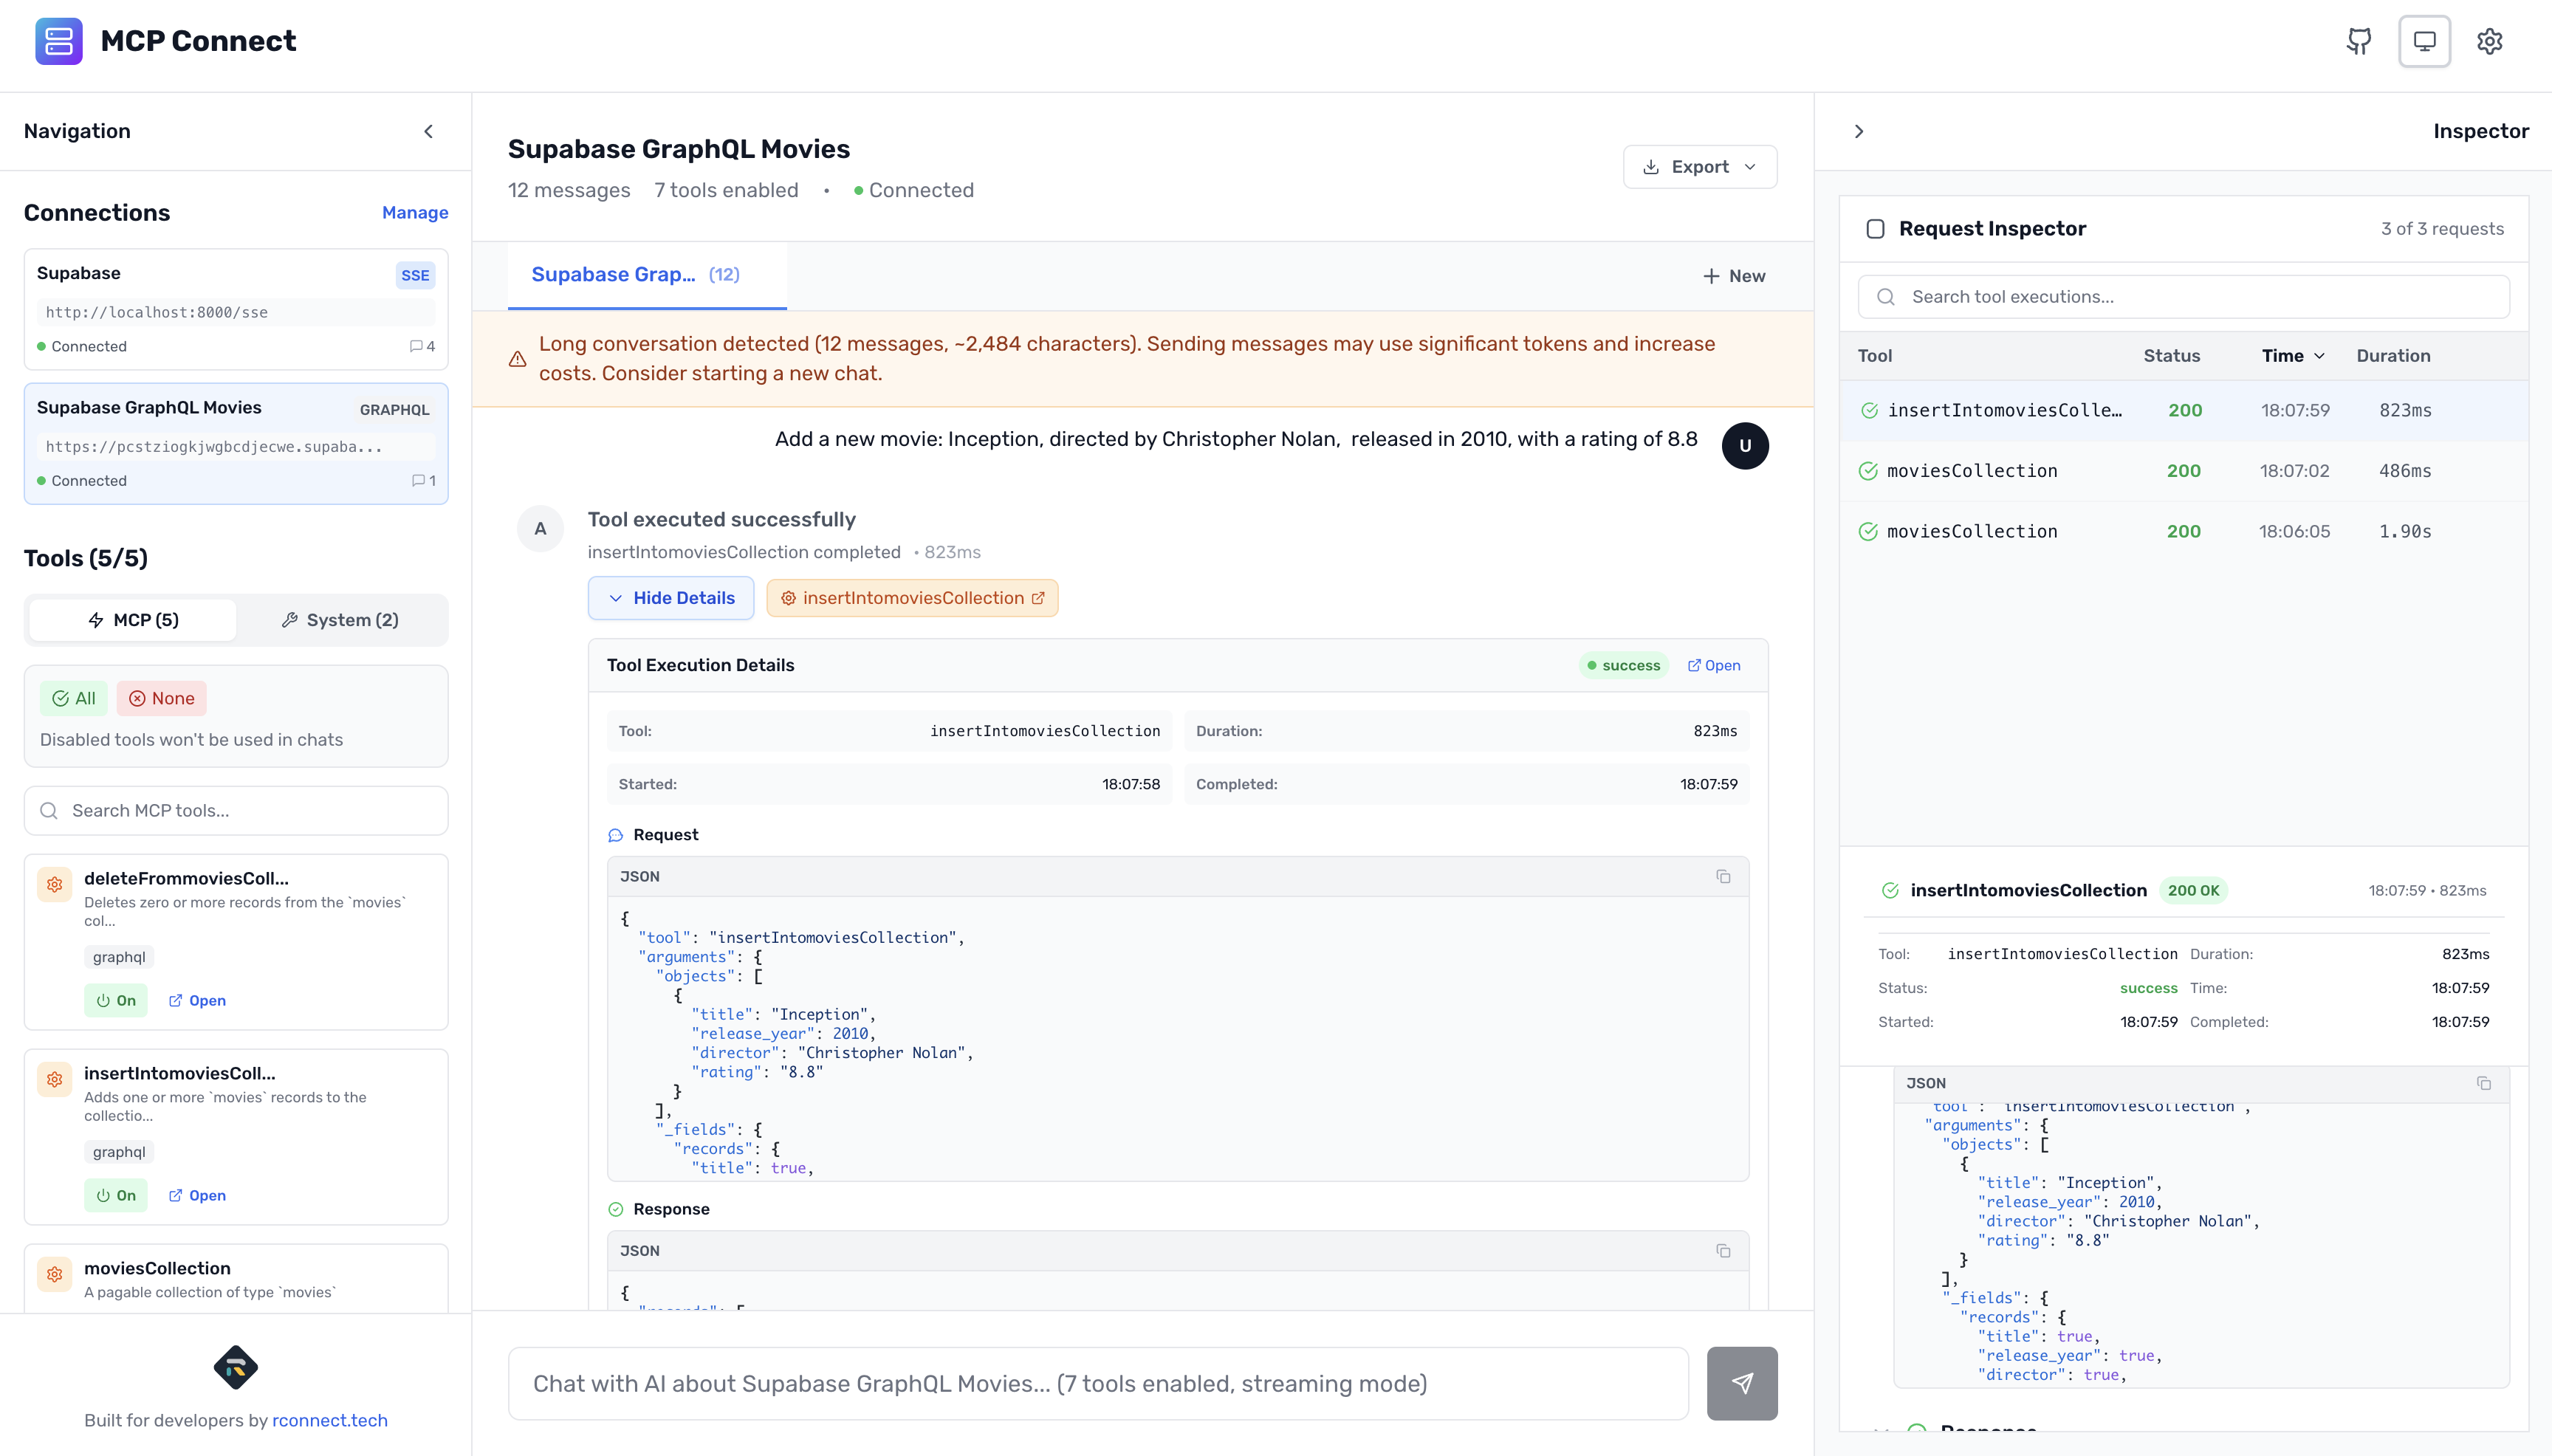 MCP Connect
Navigation
Connections
Manage
Supabase
SSE
http://localhost:8000/sse
Connected
4
Supabase GraphQL Movies
GRAPHQL
https://pcstziogkjwgbcdjecwe.supaba...
Connected
1
Tools (5/5)
MCP (5)
System (2)
All
None
Disabled tools won't be used in chats
Search MCP tools...
deleteFrommoviesColl...
Deletes zero or more records from the `movies`
col...
graphql
On
Open
insertIntomoviesColl...
Adds one or more `movies` records to the
collectio...
graphql
On
Open
moviesCollection
A pagable collection of type `movies`
Built for developers by rconnect.tech
Supabase GraphQL Movies
12 messages 7 tools enabled • Connected
Export
Supabase Grap... (12)
New
Long conversation detected (12 messages, ~2,484 characters). Sending messages may use significant tokens and increase
costs. Consider starting a new chat.
Add a new movie: Inception, directed by Christopher Nolan,  released in 2010, with a rating of 8.8
U
A
Tool executed successfully
insertIntomoviesCollection completed • 823ms
Hide Details
insertIntomoviesCollection
Tool Execution Details
success
Open
Tool: insertIntomoviesCollection
Duration: 823ms
Started: 18:07:58
Completed: 18:07:59
Request
JSON
{
"tool": "insertIntomoviesCollection",
"arguments": {
"objects": [
{
"title": "Inception",
"release_year": 2010,
"director": "Christopher Nolan",
"rating": "8.8"
}
],
"_fields": {
"records": {
"title": true,
Response
JSON
{
"records": [
Chat with AI about Supabase GraphQL Movies... (7 tools enabled, streaming mode)
Inspector
Request Inspector
3 of 3 requests
Search tool executions...
Tool Status Time Duration
insertIntomoviesColle… 200 18:07:59 823ms
moviesCollection 200 18:07:02 486ms
moviesCollection 200 18:06:05 1.90s
insertIntomoviesCollection 200 OK 18:07:59 • 823ms
Tool: insertIntomoviesCollection Duration: 823ms
Status: success Time: 18:07:59
Started: 18:07:59 Completed: 18:07:59
JSON
"tool": "insertIntomoviesCollection",
"arguments": {
"objects": [
{
"title": "Inception",
"release_year": 2010,
"director": "Christopher Nolan",
"rating": "8.8"
}
],
"_fields": {
"records": {
"title": true,
"release_year": true,
"director": true,
Response